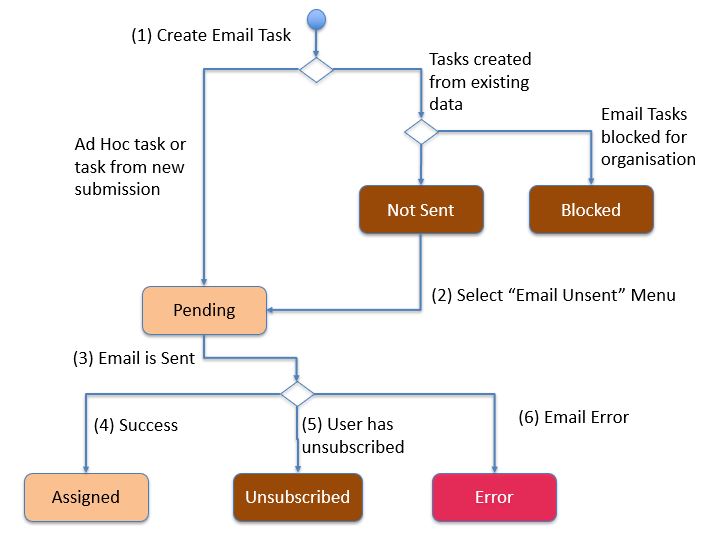 (1) Create Email Task
Tasks created
from existing
data
Email Tasks
blocked for
organisation
Ad Hoc task or
task from new
submission
Not Sent
Blocked
(2) Select “Email Unsent” Menu
Pending
(3) Email is Sent
(4) Success
(5) User has
unsubscribed
(6) Email Error
Assigned
Unsubscribed
Error